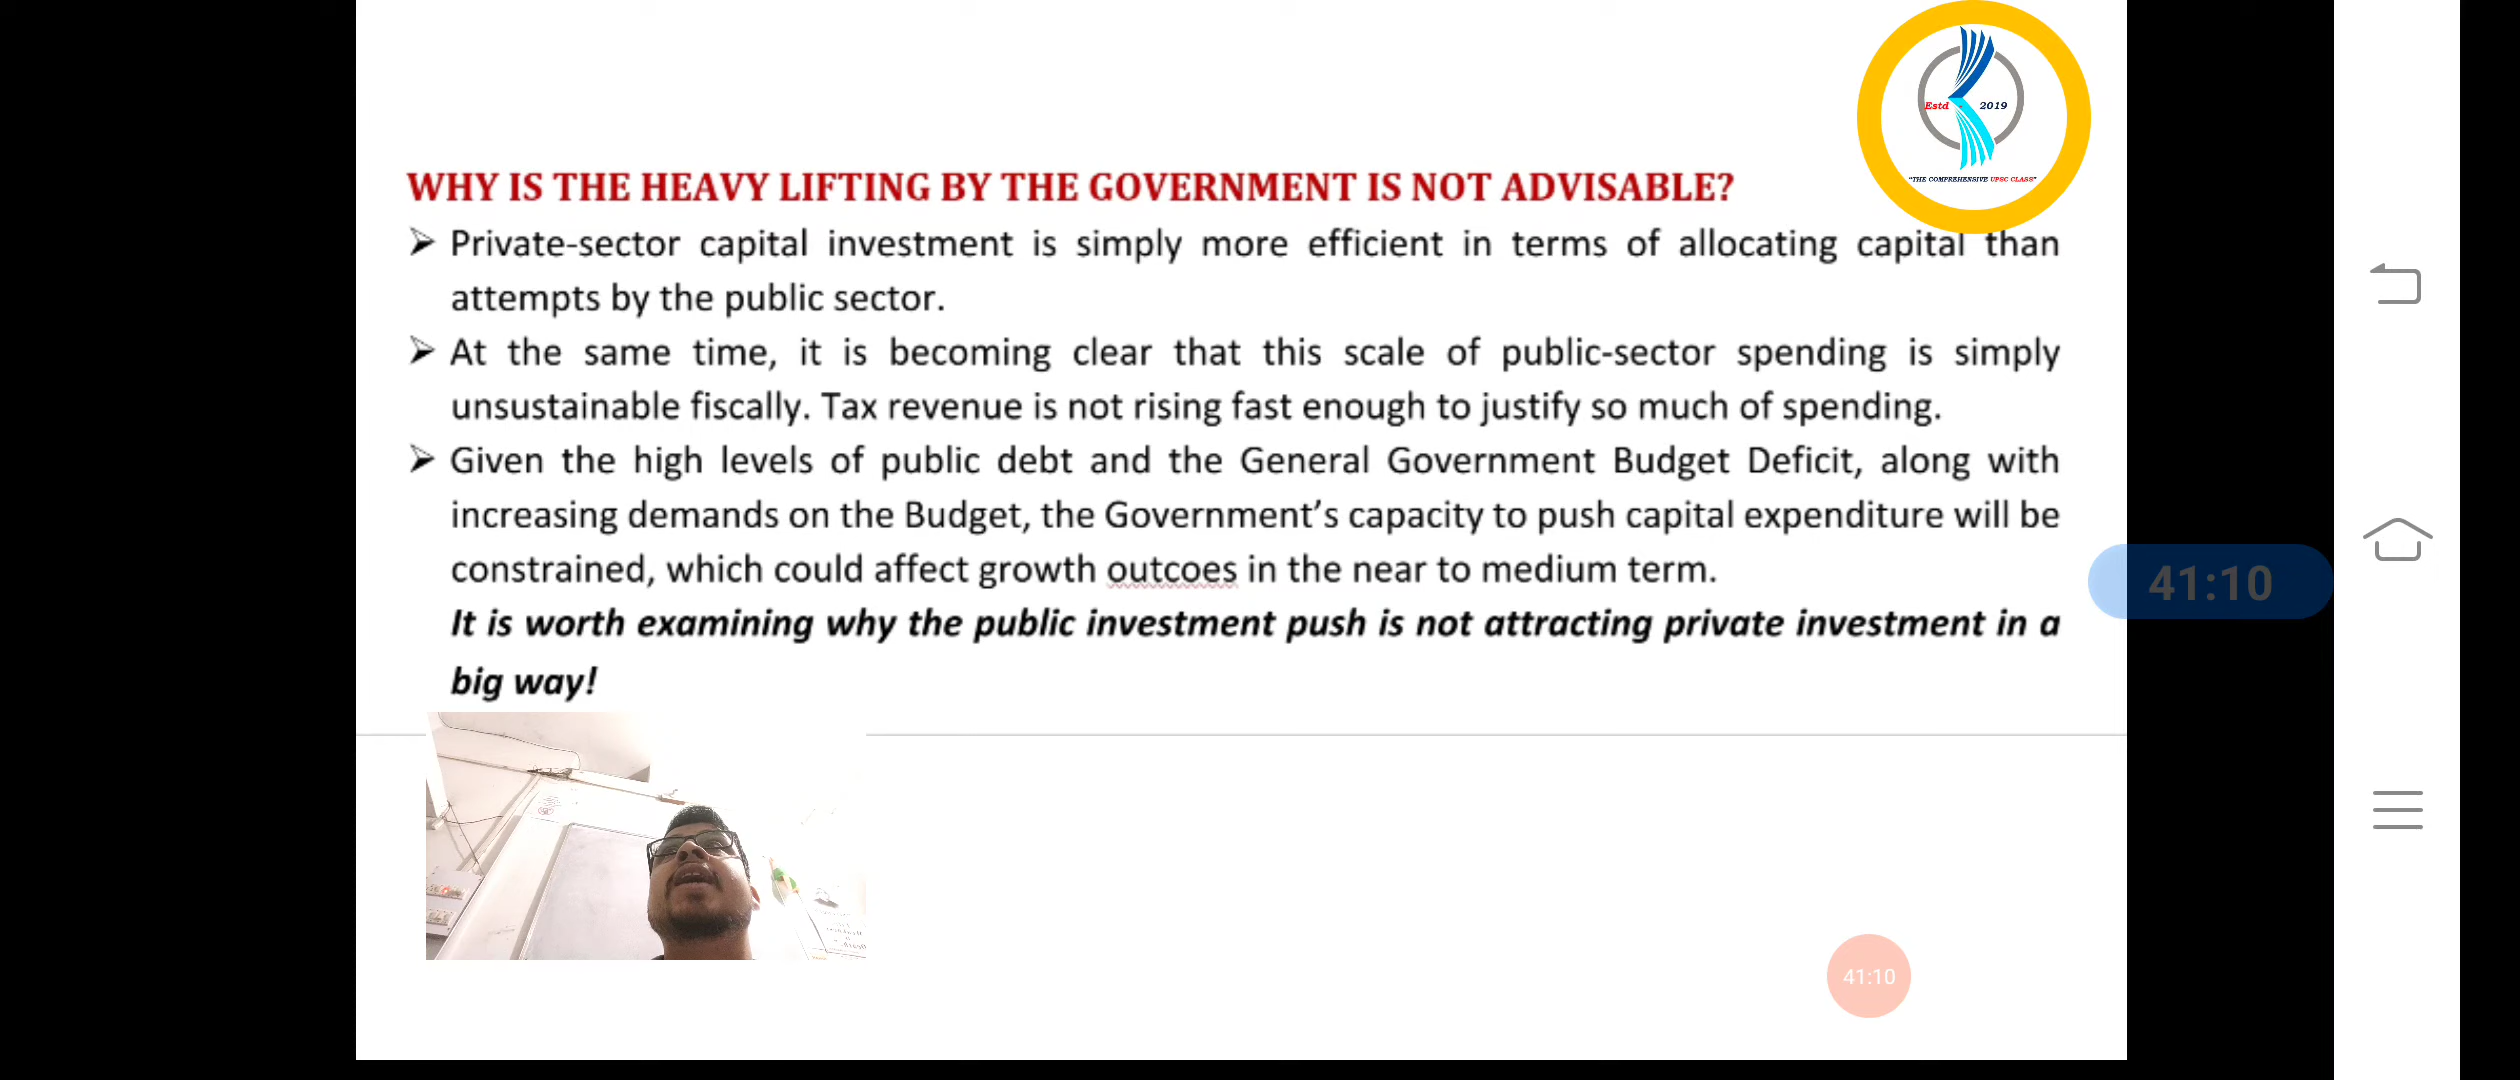 Estd - 2019
"THE COMPREHENSIVE UPSC CLASS"
WHY IS THE HEAVY LIFTING BY THE GOVERNMENT IS NOT ADVISABLE?
➢ Private-sector capital investment is simply more efficient in terms of allocating capital than
attempts by the public sector.
➢ At the same time, it is becoming clear that this scale of public-sector spending is simply
unsustainable fiscally. Tax revenue is not rising fast enough to justify so much of spending.
➢ Given the high levels of public debt and the General Government Budget Deficit, along with
increasing demands on the Budget, the Government's capacity to push capital expenditure will be
constrained, which could affect growth outcoes in the near to medium term.
It is worth examining why the public investment push is not attracting private investment in a
big way!
41:10
41:10